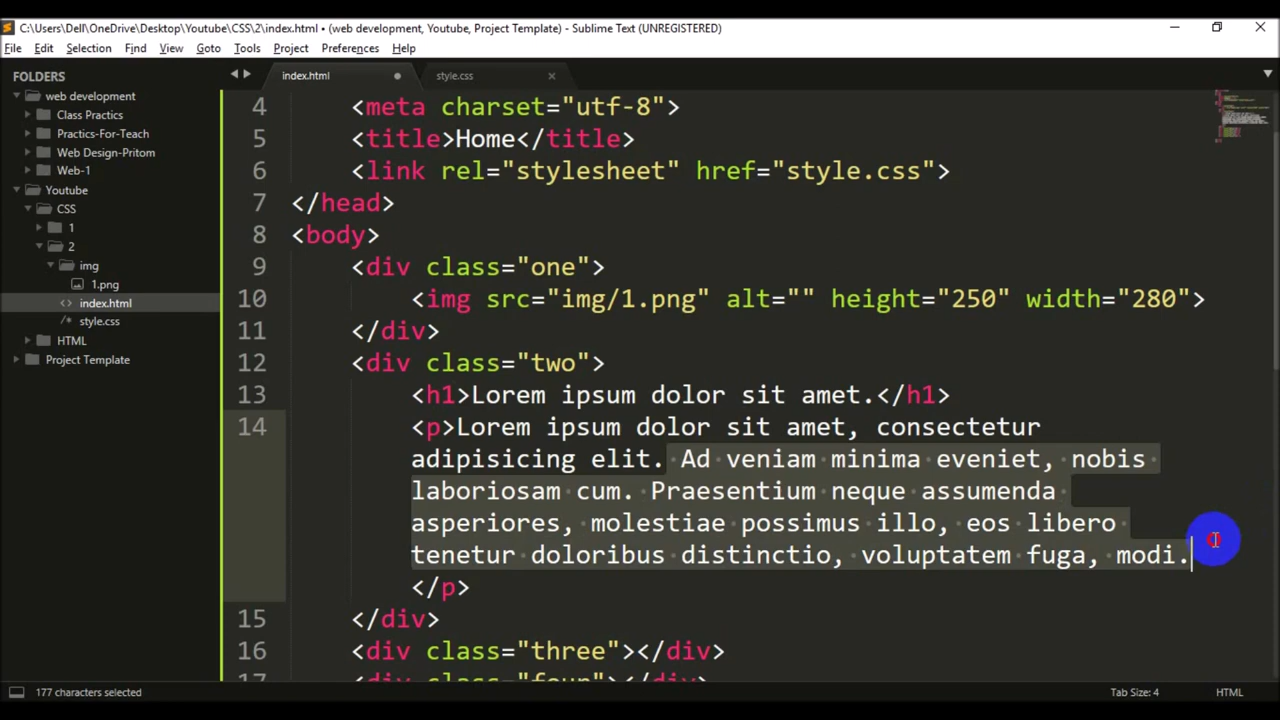 C:\Users\Dell\OneDrive\Desktop\Youtube\CSS\2\index.html • (web development, Youtube, Project Template) - Sublime Text (UNREGISTERED)
File Edit Selection Find View Goto Tools Project Preferences Help
FOLDERS
web development
Class Practics
Practics-For-Teach
Web Design-Pritom
Web-1
Youtube
CSS
1
2
img
1.png
index.html
style.css
HTML
Project Template
index.html style.css
4 <meta charset="utf-8">
5 <title>Home</title>
6 <link rel="stylesheet" href="style.css">
7 </head>
8 <body>
9 <div class="one">
10 <img src="img/1.png" alt="" height="250" width="280">
11 </div>
12 <div class="two">
13 <h1>Lorem ipsum dolor sit amet.</h1>
14 <p>Lorem ipsum dolor sit amet, consectetur
adipisicing elit. Ad veniam minima eveniet, nobis
laboriosam cum. Praesentium neque assumenda
asperiores, molestiae possimus illo, eos libero
tenetur doloribus distinctio, voluptatem fuga, modi.
</p>
15 </div>
16 <div class="three"></div>
17 <div class="four"></div>
177 characters selected
Tab Size: 4 HTML